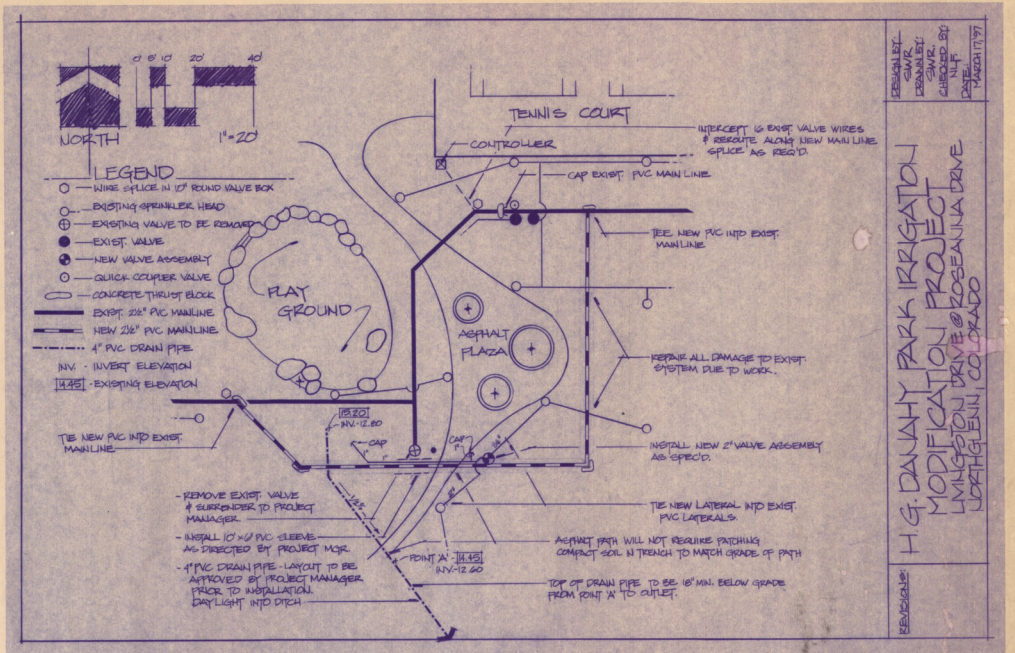 0' 5' 10' 20' 40'
NORTH
1"=20'
LEGEND
WIRE SPLICE IN 10" ROUND VALVE BOX
EXISTING SPRINKLER HEAD
EXISTING VALVE TO BE REMOVED
EXIST. VALVE
NEW VALVE ASSEMBLY
QUICK COUPLER VALVE
CONCRETE THRUST BLOCK
EXIST. 2½" PVC MAINLINE
NEW 2½" PVC MAINLINE
4" PVC DRAIN PIPE
INV. - INVERT ELEVATION
14.45 - EXISTING ELEVATION
TENNIS COURT
CONTROLLER
INTERCEPT 16 EXIST. VALVE WIRES
& REROUTE ALONG NEW MAIN LINE
SPLICE AS REQ'D.
CAP EXIST. PVC MAIN LINE
TEE NEW PVC INTO EXIST.
MAINLINE
PLAY
GROUND
ASPHALT
PLAZA
REPAIR ALL DAMAGE TO EXIST.
SYSTEM DUE TO WORK.
15.20
INV.-12.80
CAP
1"
1"
CAP
1"
TIE NEW PVC INTO EXIST.
MAINLINE
INSTALL NEW 2" VALVE ASSEMBLY
AS SPEC'D.
- REMOVE EXIST. VALVE
& SURRENDER TO PROJECT
MANAGER
- INSTALL 10' x 6" PVC SLEEVE
AS DIRECTED BY PROJECT MGR.
- 4" PVC DRAIN PIPE - LAYOUT TO BE
APPROVED BY PROJECT MANAGER
PRIOR TO INSTALLATION.
DAYLIGHT INTO DITCH
TIE NEW LATERAL INTO EXIST.
PVC LATERALS.
ASPHALT PATH WILL NOT REQUIRE PATCHING
COMPACT SOIL IN TRENCH TO MATCH GRADE OF PATH
POINT 'A' - 14.45
INV.-12.60
TOP OF DRAIN PIPE TO BE 18" MIN. BELOW GRADE
FROM POINT 'A' TO OUTLET.
DESIGN BY:
SWR
DRAWN BY:
SWR.
CHECKED BY:
NLF.
DATE:
MARCH 17, '97
H. G. DANAHY PARK IRRIGATION
MODIFICATION PROJECT
LIVINGSTON DRIVE @ ROSEANNA DRIVE
NORTHGLENN, COLORADO
REVISIONS: